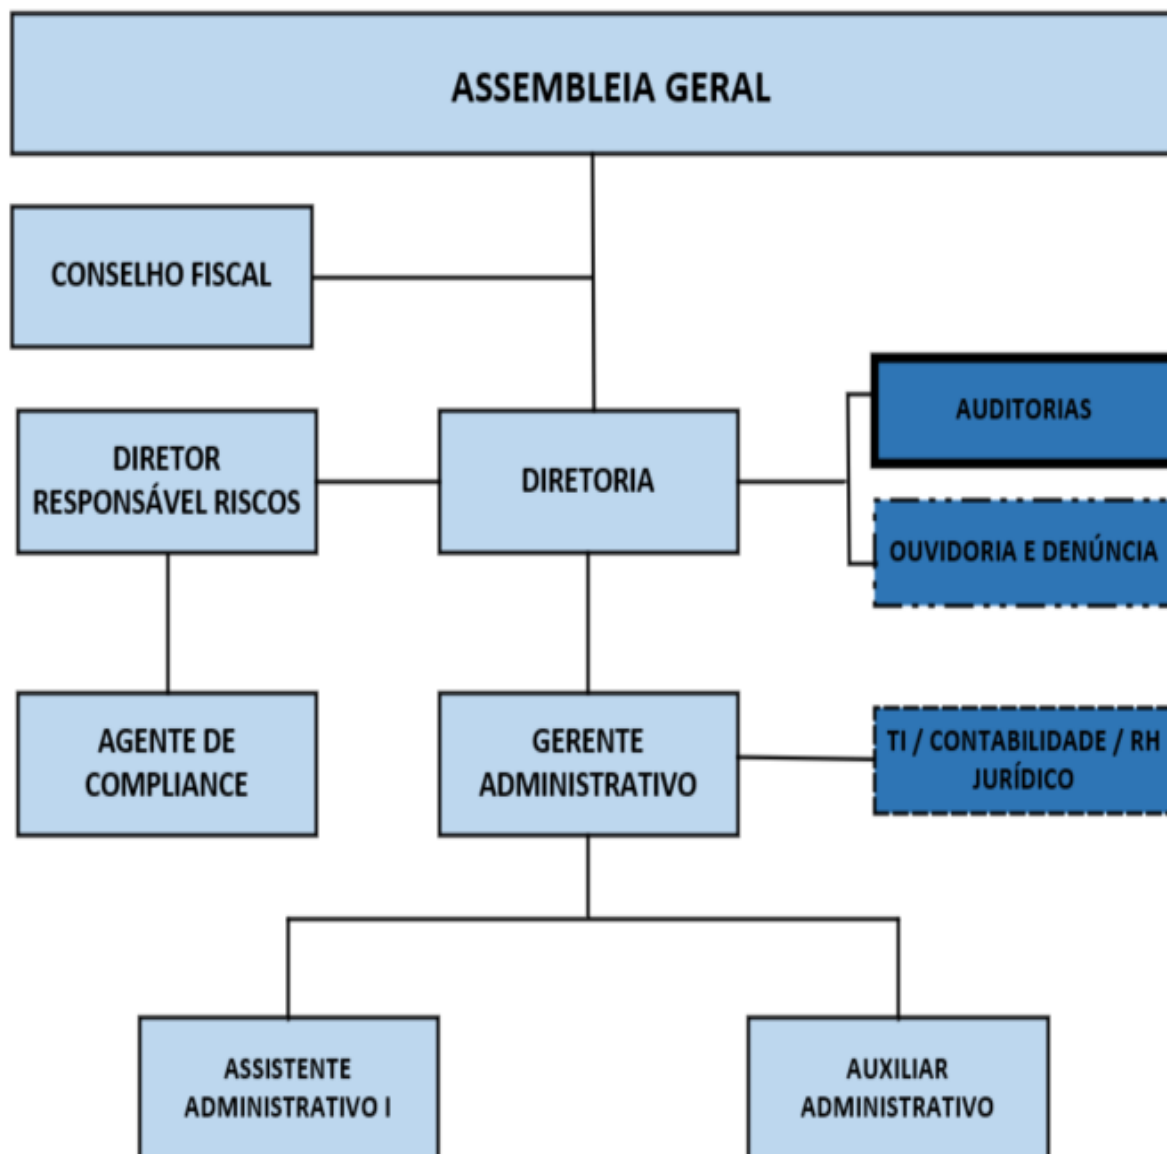 ASSEMBLEIA GERAL
CONSELHO FISCAL
AUDITORIAS
DIRETOR
RESPONSÁVEL RISCOS
DIRETORIA
OUVIDORIA E DENÚNCIA
AGENTE DE
COMPLIANCE
GERENTE
ADMINISTRATIVO
TI / CONTABILIDADE / RH
JURÍDICO
ASSISTENTE
ADMINISTRATIVO I
AUXILIAR
ADMINISTRATIVO